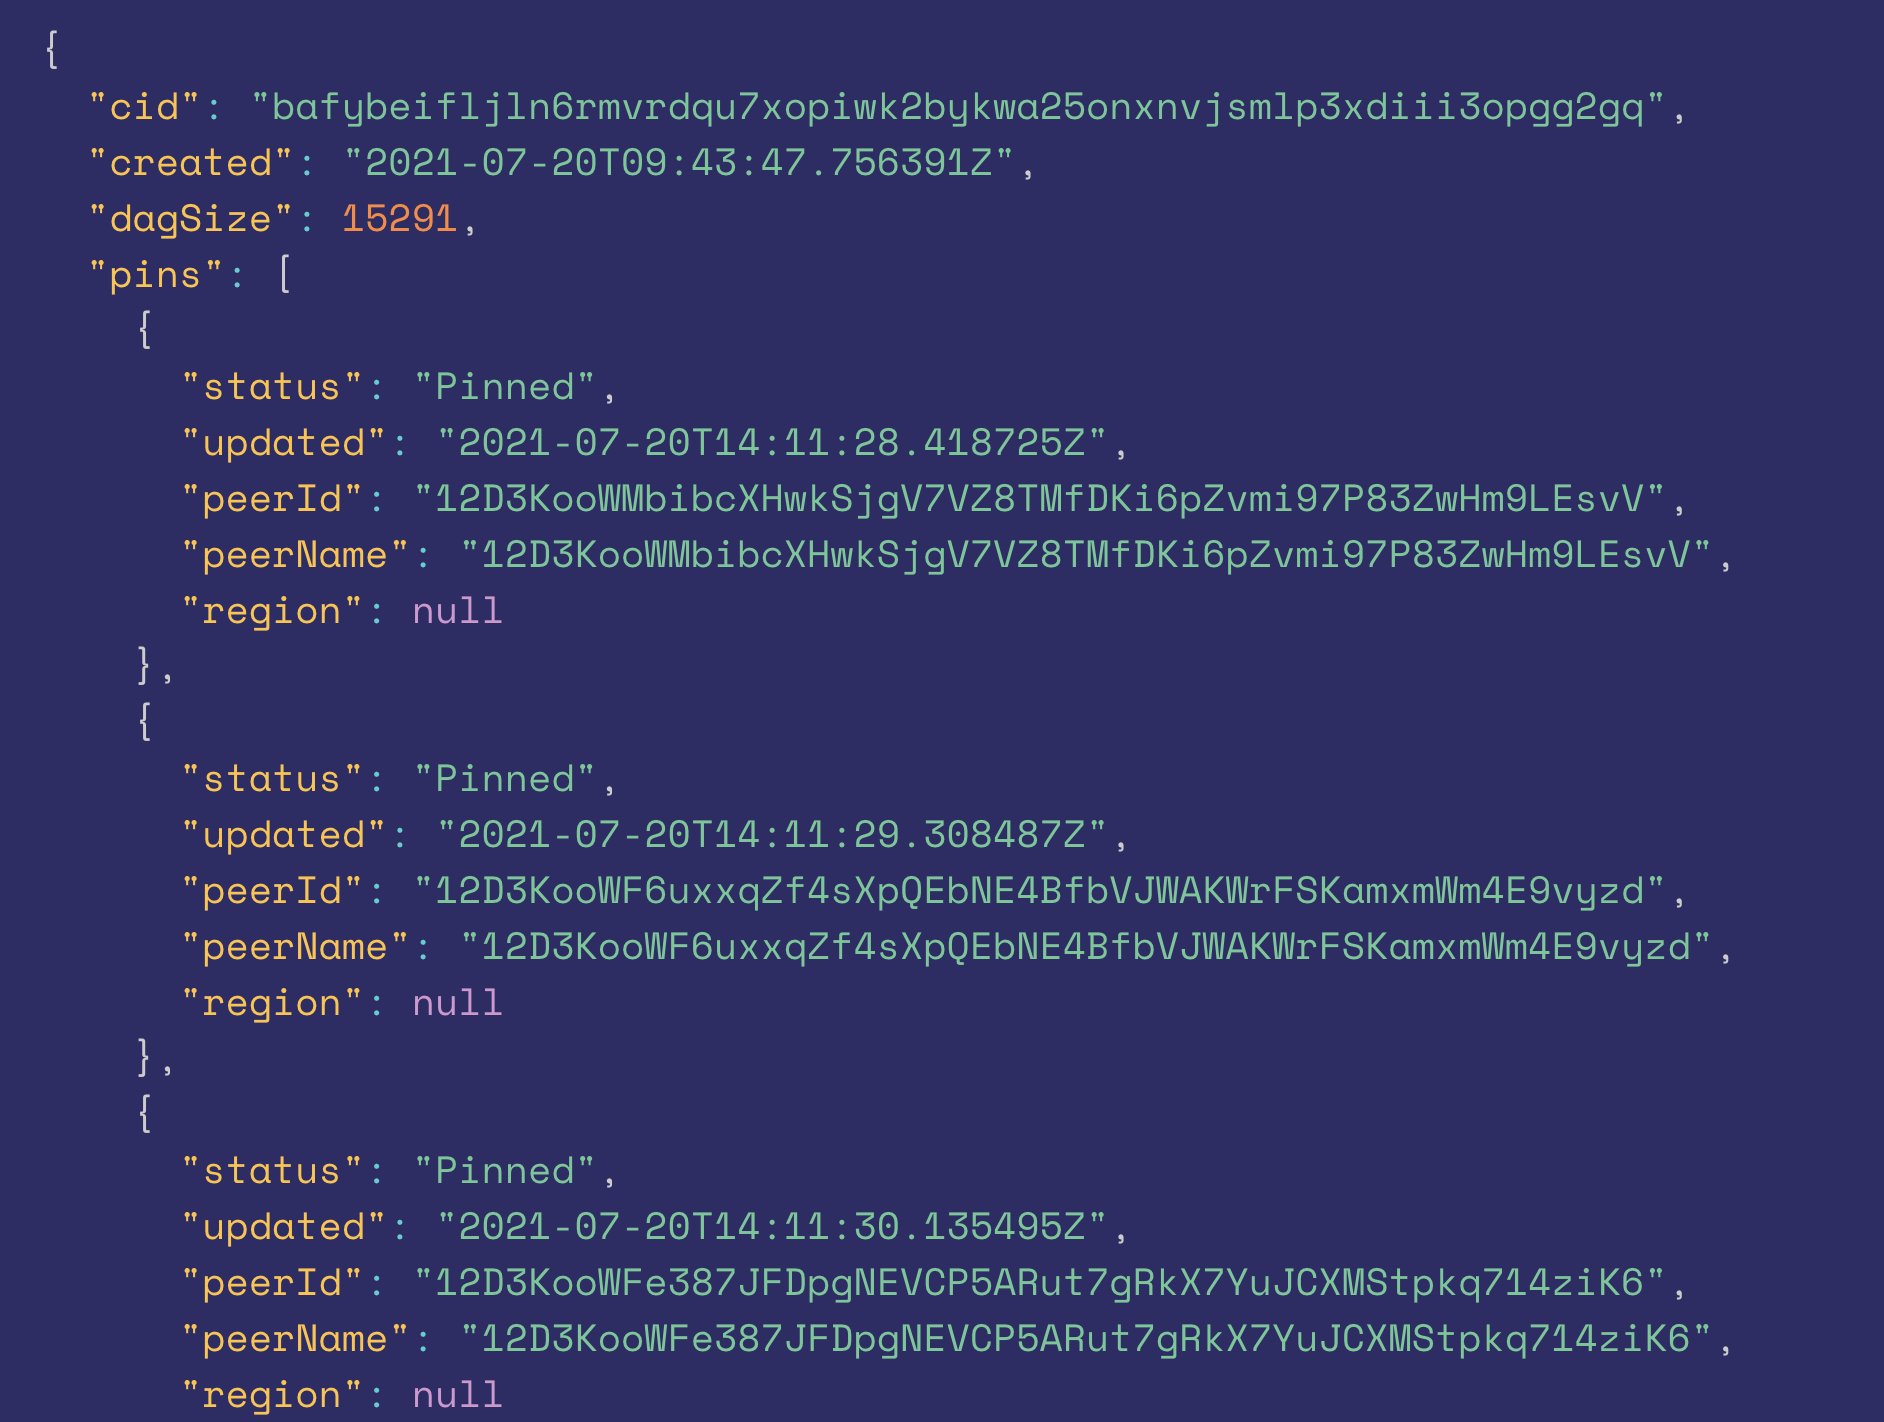 {
  "cid": "bafybeifljln6rmvrdqu7xopiwk2bykwa25onxnvjsmlp3xdiii3opgg2gq",
  "created": "2021-07-20T09:43:47.756391Z",
  "dagSize": 15291,
  "pins": [
    {
      "status": "Pinned",
      "updated": "2021-07-20T14:11:28.418725Z",
      "peerId": "12D3KooWMbibcXHwkSjgV7VZ8TMfDKi6pZvmi97P83ZwHm9LEsvV",
      "peerName": "12D3KooWMbibcXHwkSjgV7VZ8TMfDKi6pZvmi97P83ZwHm9LEsvV",
      "region": null
    },
    {
      "status": "Pinned",
      "updated": "2021-07-20T14:11:29.308487Z",
      "peerId": "12D3KooWF6uxxqZf4sXpQEbNE4BfbVJWAKWrFSKamxmWm4E9vyzd",
      "peerName": "12D3KooWF6uxxqZf4sXpQEbNE4BfbVJWAKWrFSKamxmWm4E9vyzd",
      "region": null
    },
    {
      "status": "Pinned",
      "updated": "2021-07-20T14:11:30.135495Z",
      "peerId": "12D3KooWFe387JFDpgNEVCP5ARut7gRkX7YuJCXMStpkq714ziK6",
      "peerName": "12D3KooWFe387JFDpgNEVCP5ARut7gRkX7YuJCXMStpkq714ziK6",
      "region": null